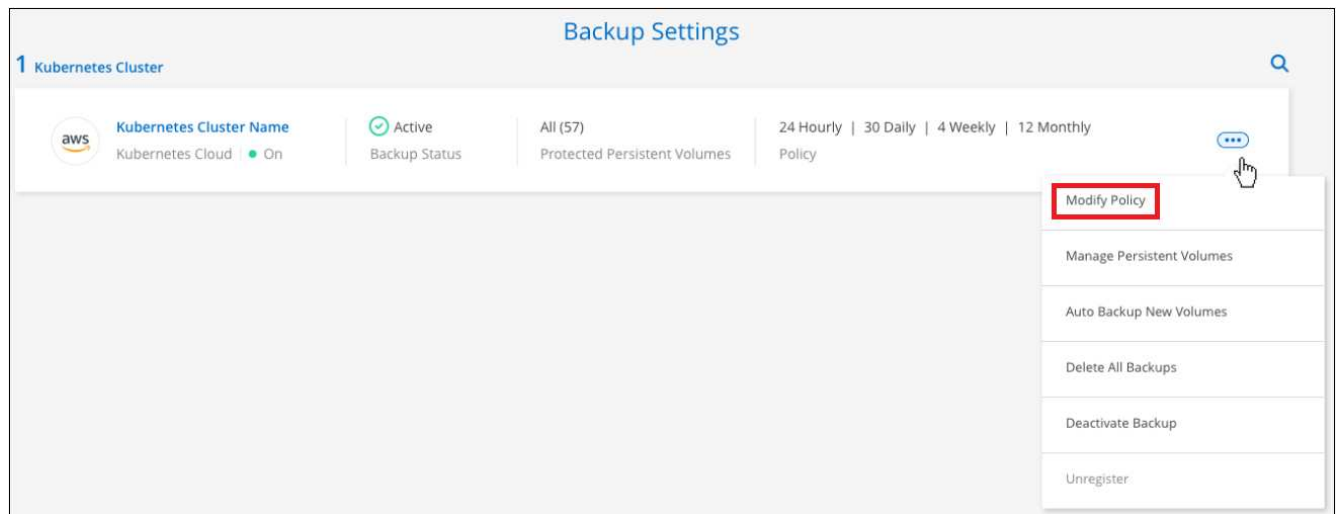 Backup Settings
1 Kubernetes Cluster
aws
Kubernetes Cluster Name
Kubernetes Cloud
On
Active
Backup Status
All (57)
Protected Persistent Volumes
24 Hourly | 30 Daily | 4 Weekly | 12 Monthly
Policy
Modify Policy
Manage Persistent Volumes
Auto Backup New Volumes
Delete All Backups
Deactivate Backup
Unregister